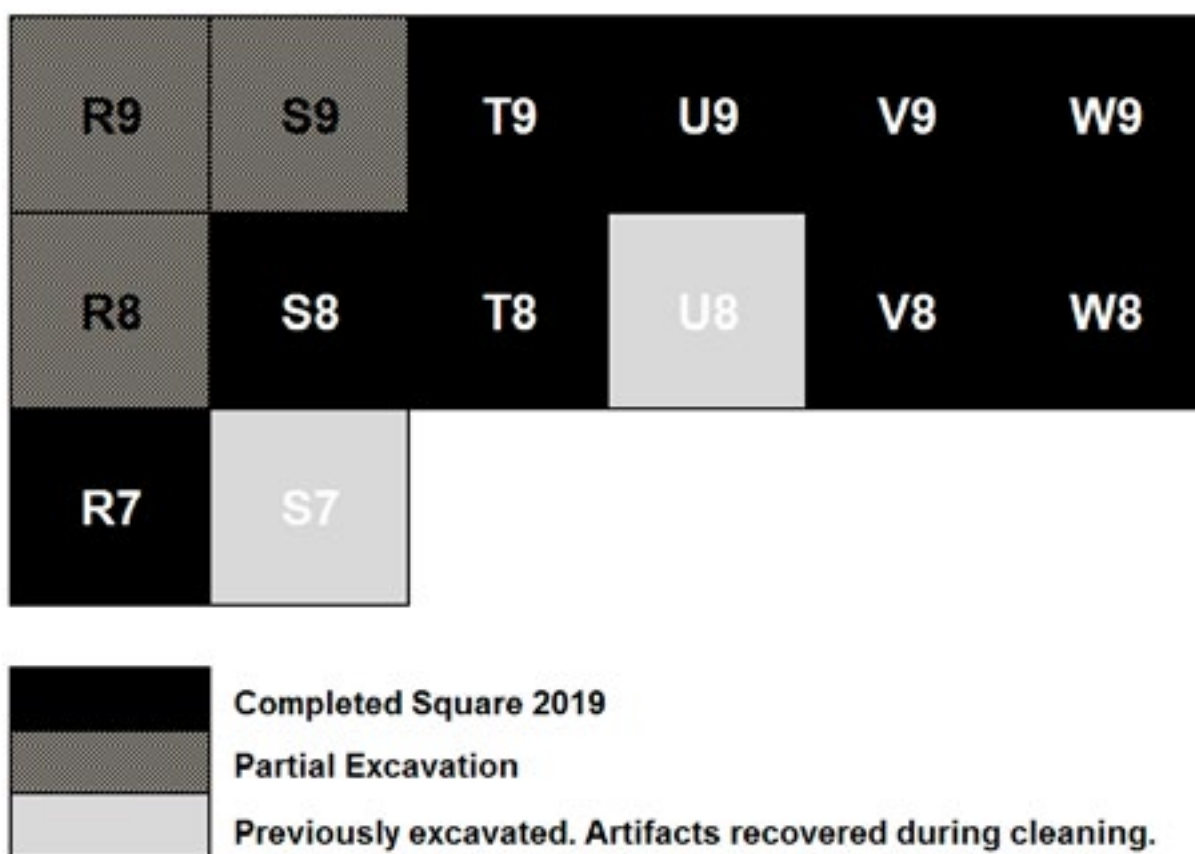 R9 S9 T9 U9 V9 W9
R8 S8 T8 U8 V8 W8
R7 S7
Completed Square 2019
Partial Excavation
Previously excavated. Artifacts recovered during cleaning.